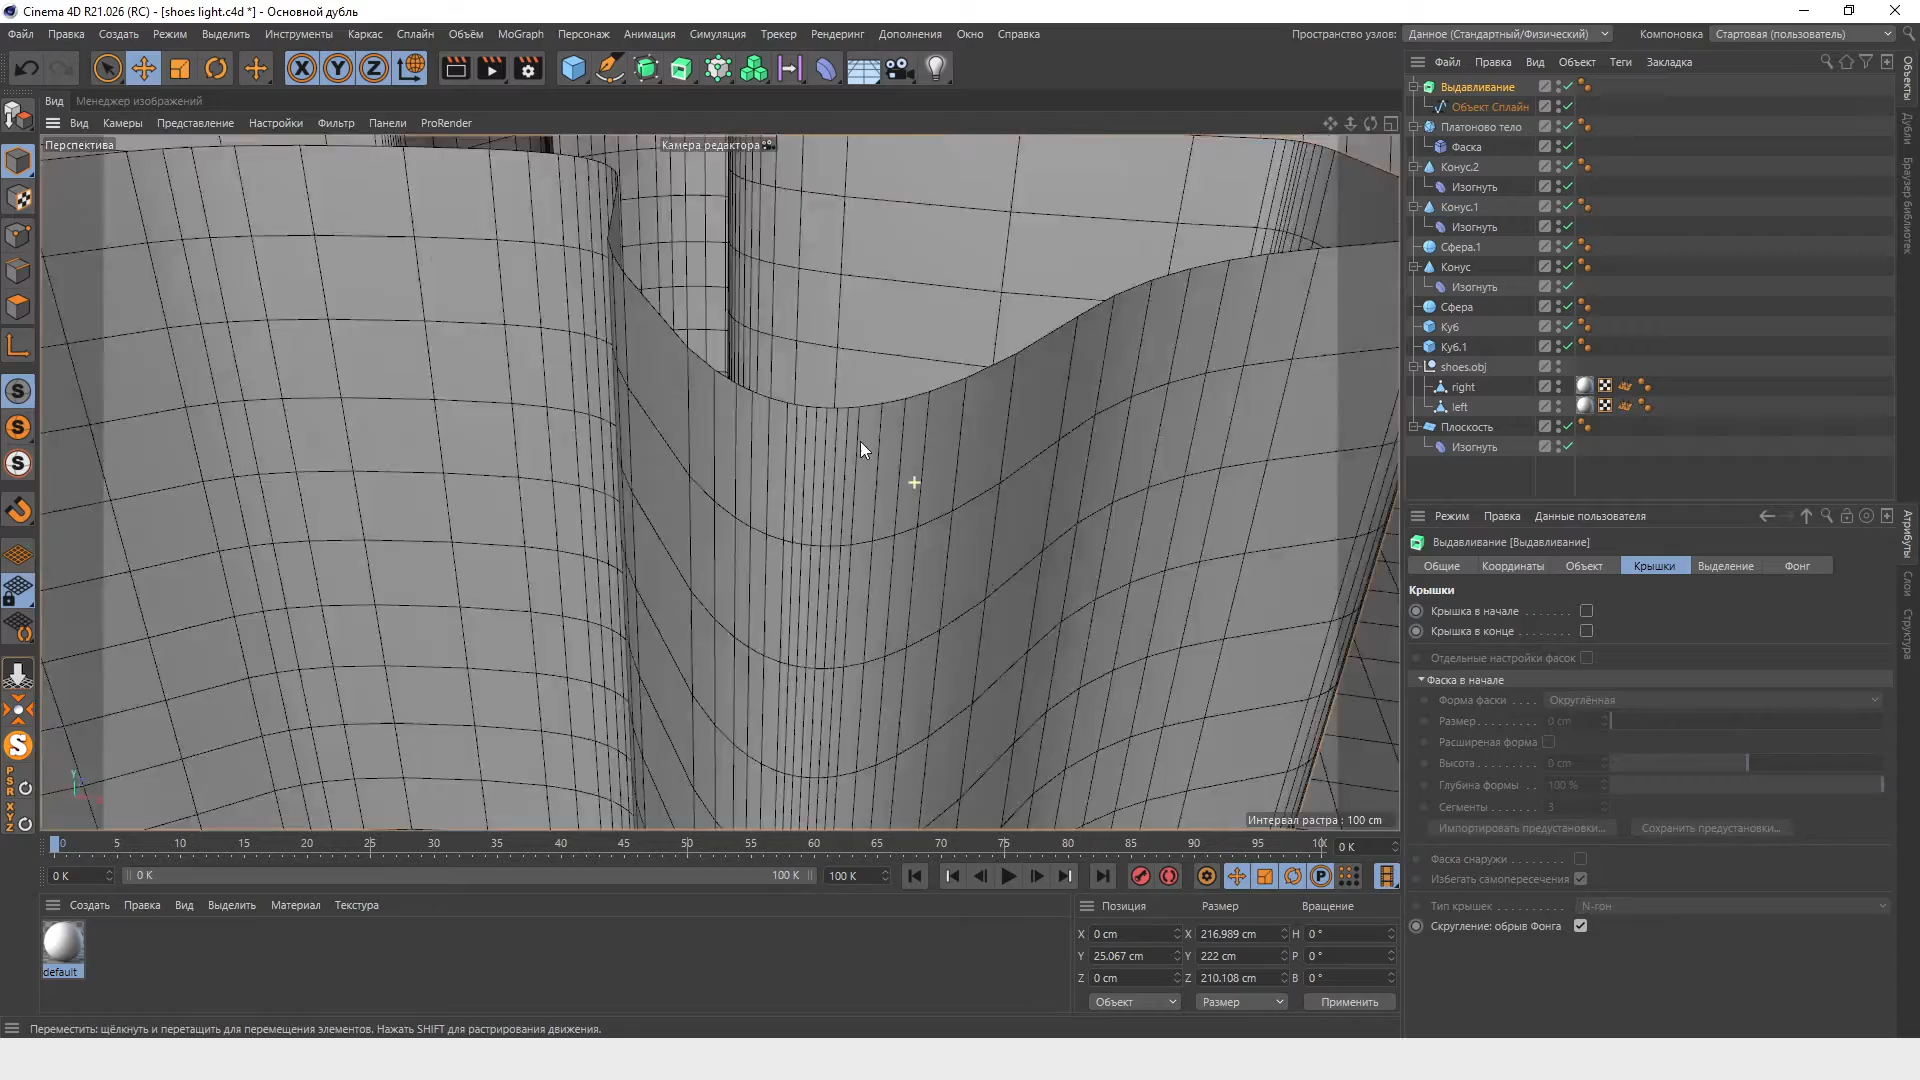 Cinema 4D R21.026 (RC) - [shoes light.c4d *] - Основной дубль
Файл Правка Создать Режим Выделить Инструменты Каркас Сплайн Объём MoGraph Персонаж Анимация Симуляция Трекер Рендеринг Дополнения Окно Справка Пространство узлов: Данное (Стандартный/Физический) Компоновка Стартовая (пользователь)
Вид Менеджер изображений
Вид Камеры Представление Настройки Фильтр Панели ProRender
Перспектива Камера редактора
Интервал растра : 100 cm
Файл Правка Вид Объект Теги Закладка
Выдавливание
Объект Сплайн
Платоново тело
Фаска
Конус.2
Изогнуть
Конус.1
Изогнуть
Сфера.1
Конус
Изогнуть
Сфера
Куб
Куб.1
shoes.obj
right
left
Плоскость
Изогнуть
Объекты
Дубли
Браузер библиотек
Режим Правка Данные пользователя
Выдавливание [Выдавливание]
Общие Координаты Объект Крышки Выделение Фонг
Крышки
Крышка в начале . . . . . . .
Крышка в конце . . . . . . . .
Отдельные настройки фасок
Фаска в начале
Форма фаски . . . . Округлённая
Размер . . . . . . . . . 0 cm
Расширеная форма
Высота . . . . . . . . . 0 cm
Глубина формы . . 100 %
Сегменты . . . . . . . 3
Импортировать предустановки... Сохранить предустановки...
Фаска снаружи . . . . . . .
Избегать самопересечения
Тип крышек . . . . . . . . . . N-гон
Скругление: обрыв Фонга
Атрибуты
Слои
Структура
0 5 10 15 20 25 30 35 40 45 50 55 60 65 70 75 80 85 90 95 0 K
0 K 0 K 100 K 100 K
Создать Правка Вид Выделить Материал Текстура
default
Позиция Размер Вращение
X 0 cm X 216.989 cm H 0 °
Y 25.067 cm Y 222 cm P 0 °
Z 0 cm Z 210.108 cm B 0 °
Объект Размер Применить
PSR
XYZ
Переместить: щёлкнуть и перетащить для перемещения элементов. Нажать SHIFT для растрирования движения.